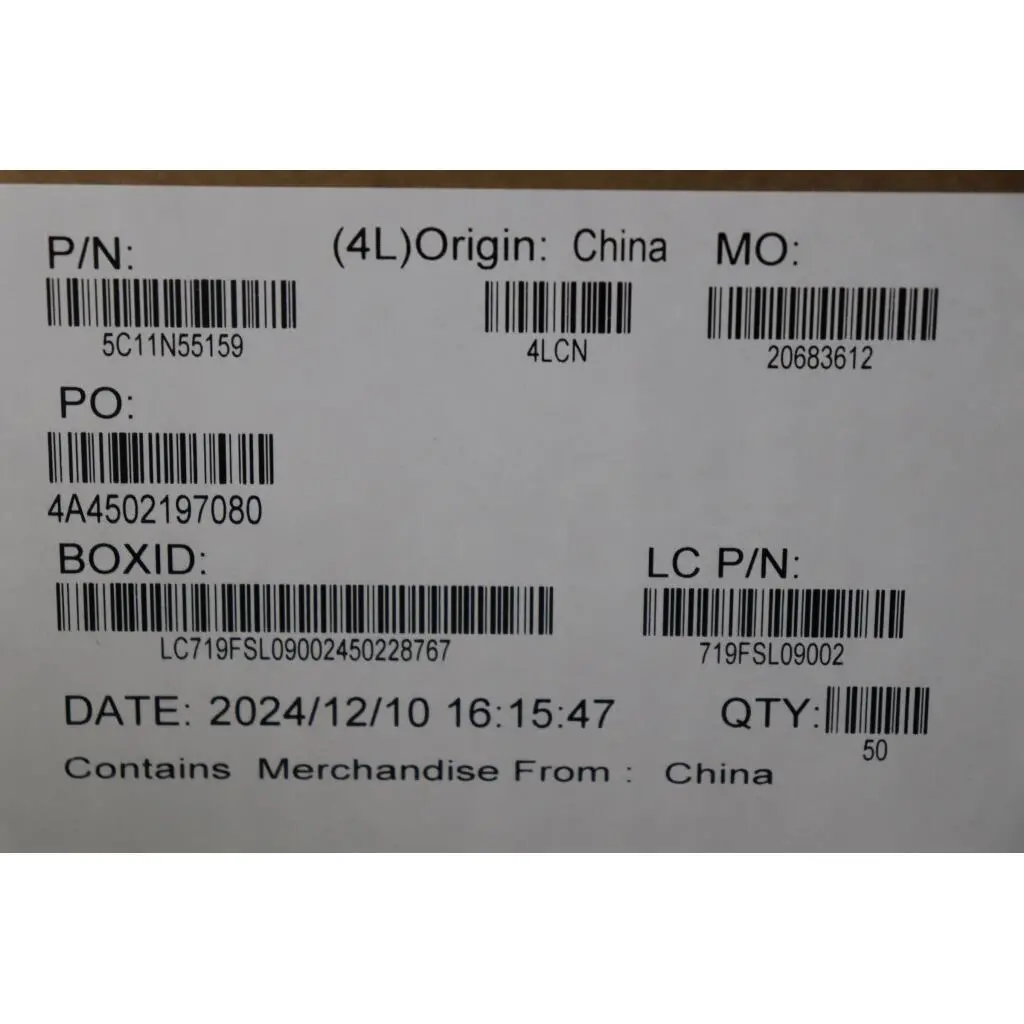 P/N: (4L)Origin: China MO:
5C11N55159 4LCN 20683612
PO:
4A4502197080
BOXID: LC P/N:
LC719FSL09002450228767 719FSL09002
DATE: 2024/12/10 16:15:47 QTY:
50
Contains Merchandise From : China